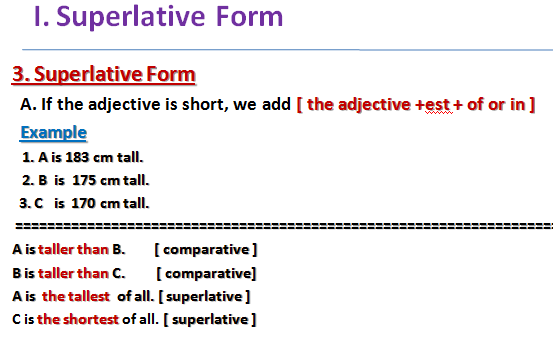 I. Superlative Form
3. Superlative Form
A. If the adjective is short, we add [ the adjective +est + of or in ]
Example
1. A is 183 cm tall.
2. B is 175 cm tall.
3. C is 170 cm tall.
==================================================================
A is taller than B. [ comparative ]
B is taller than C. [ comparative]
A is the tallest of all. [ superlative ]
C is the shortest of all. [ superlative ]